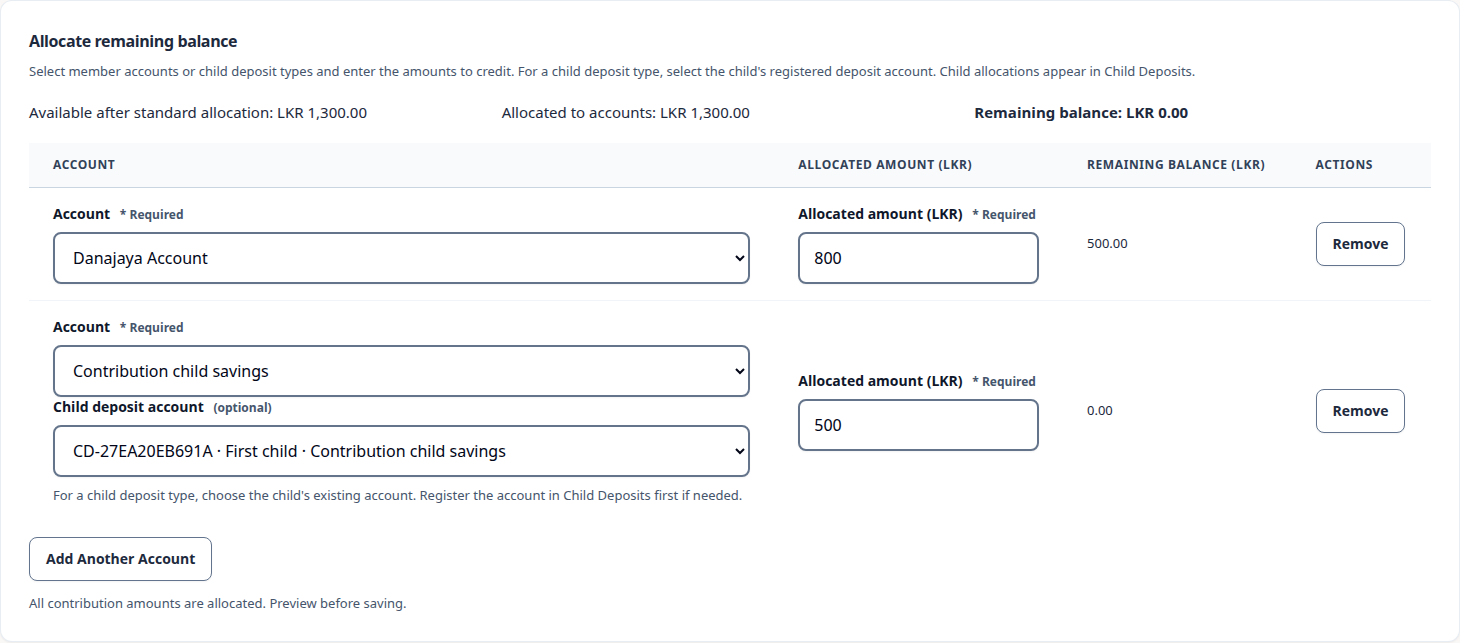 Allocate remaining balance
Select member accounts or child deposit types and enter the amounts to credit. For a child deposit type, select the child's registered deposit account. Child allocations appear in Child Deposits.
Available after standard allocation: LKR 1,300.00 Allocated to accounts: LKR 1,300.00 Remaining balance: LKR 0.00
ACCOUNT ALLOCATED AMOUNT (LKR) REMAINING BALANCE (LKR) ACTIONS
Account * Required Allocated amount (LKR) * Required
Danajaya Account 800 500.00 Remove
Account * Required
Contribution child savings
Allocated amount (LKR) * Required
Child deposit account (optional)
CD-27EA20EB691A · First child · Contribution child savings 500 0.00 Remove
For a child deposit type, choose the child's existing account. Register the account in Child Deposits first if needed.
Add Another Account
All contribution amounts are allocated. Preview before saving.